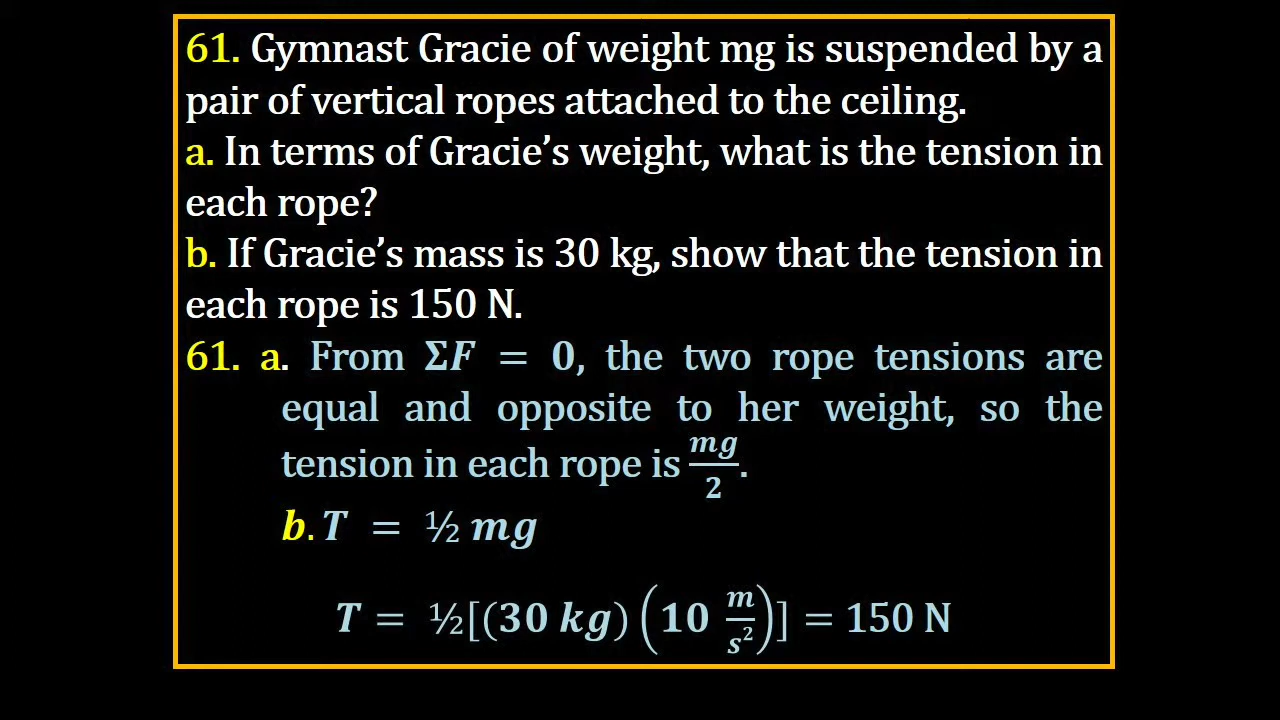 61. Gymnast Gracie of weight mg is suspended by a
pair of vertical ropes attached to the ceiling.
a. In terms of Gracie’s weight, what is the tension in
each rope?
b. If Gracie’s mass is 30 kg, show that the tension in
each rope is 150 N.
61. a. From ΣF = 0, the two rope tensions are
equal and opposite to her weight, so the
tension in each rope is mg/2.
b. T = ½ mg
T = ½[(30 kg) (10 m/s²)] = 150 N